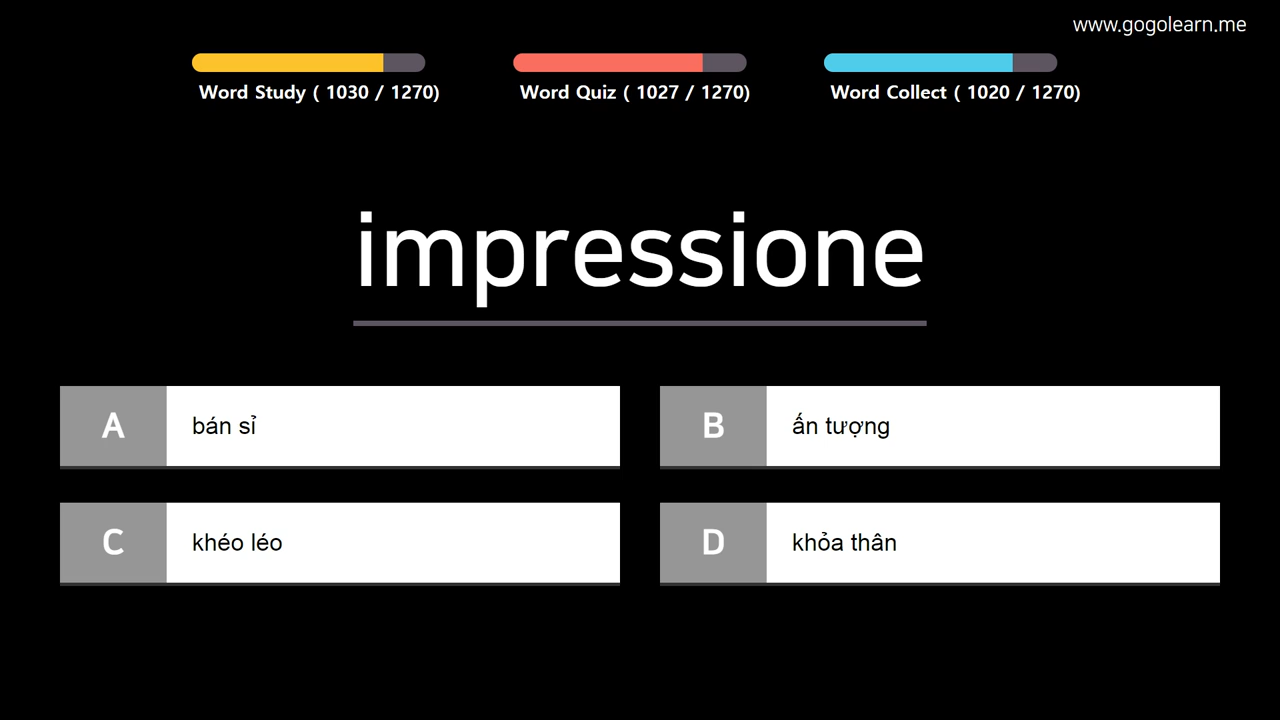 www.gogolearn.me
Word Study ( 1030 / 1270)
Word Quiz ( 1027 / 1270)
Word Collect ( 1020 / 1270)
impressione
A bán sỉ
B ấn tượng
C khéo léo
D khỏa thân